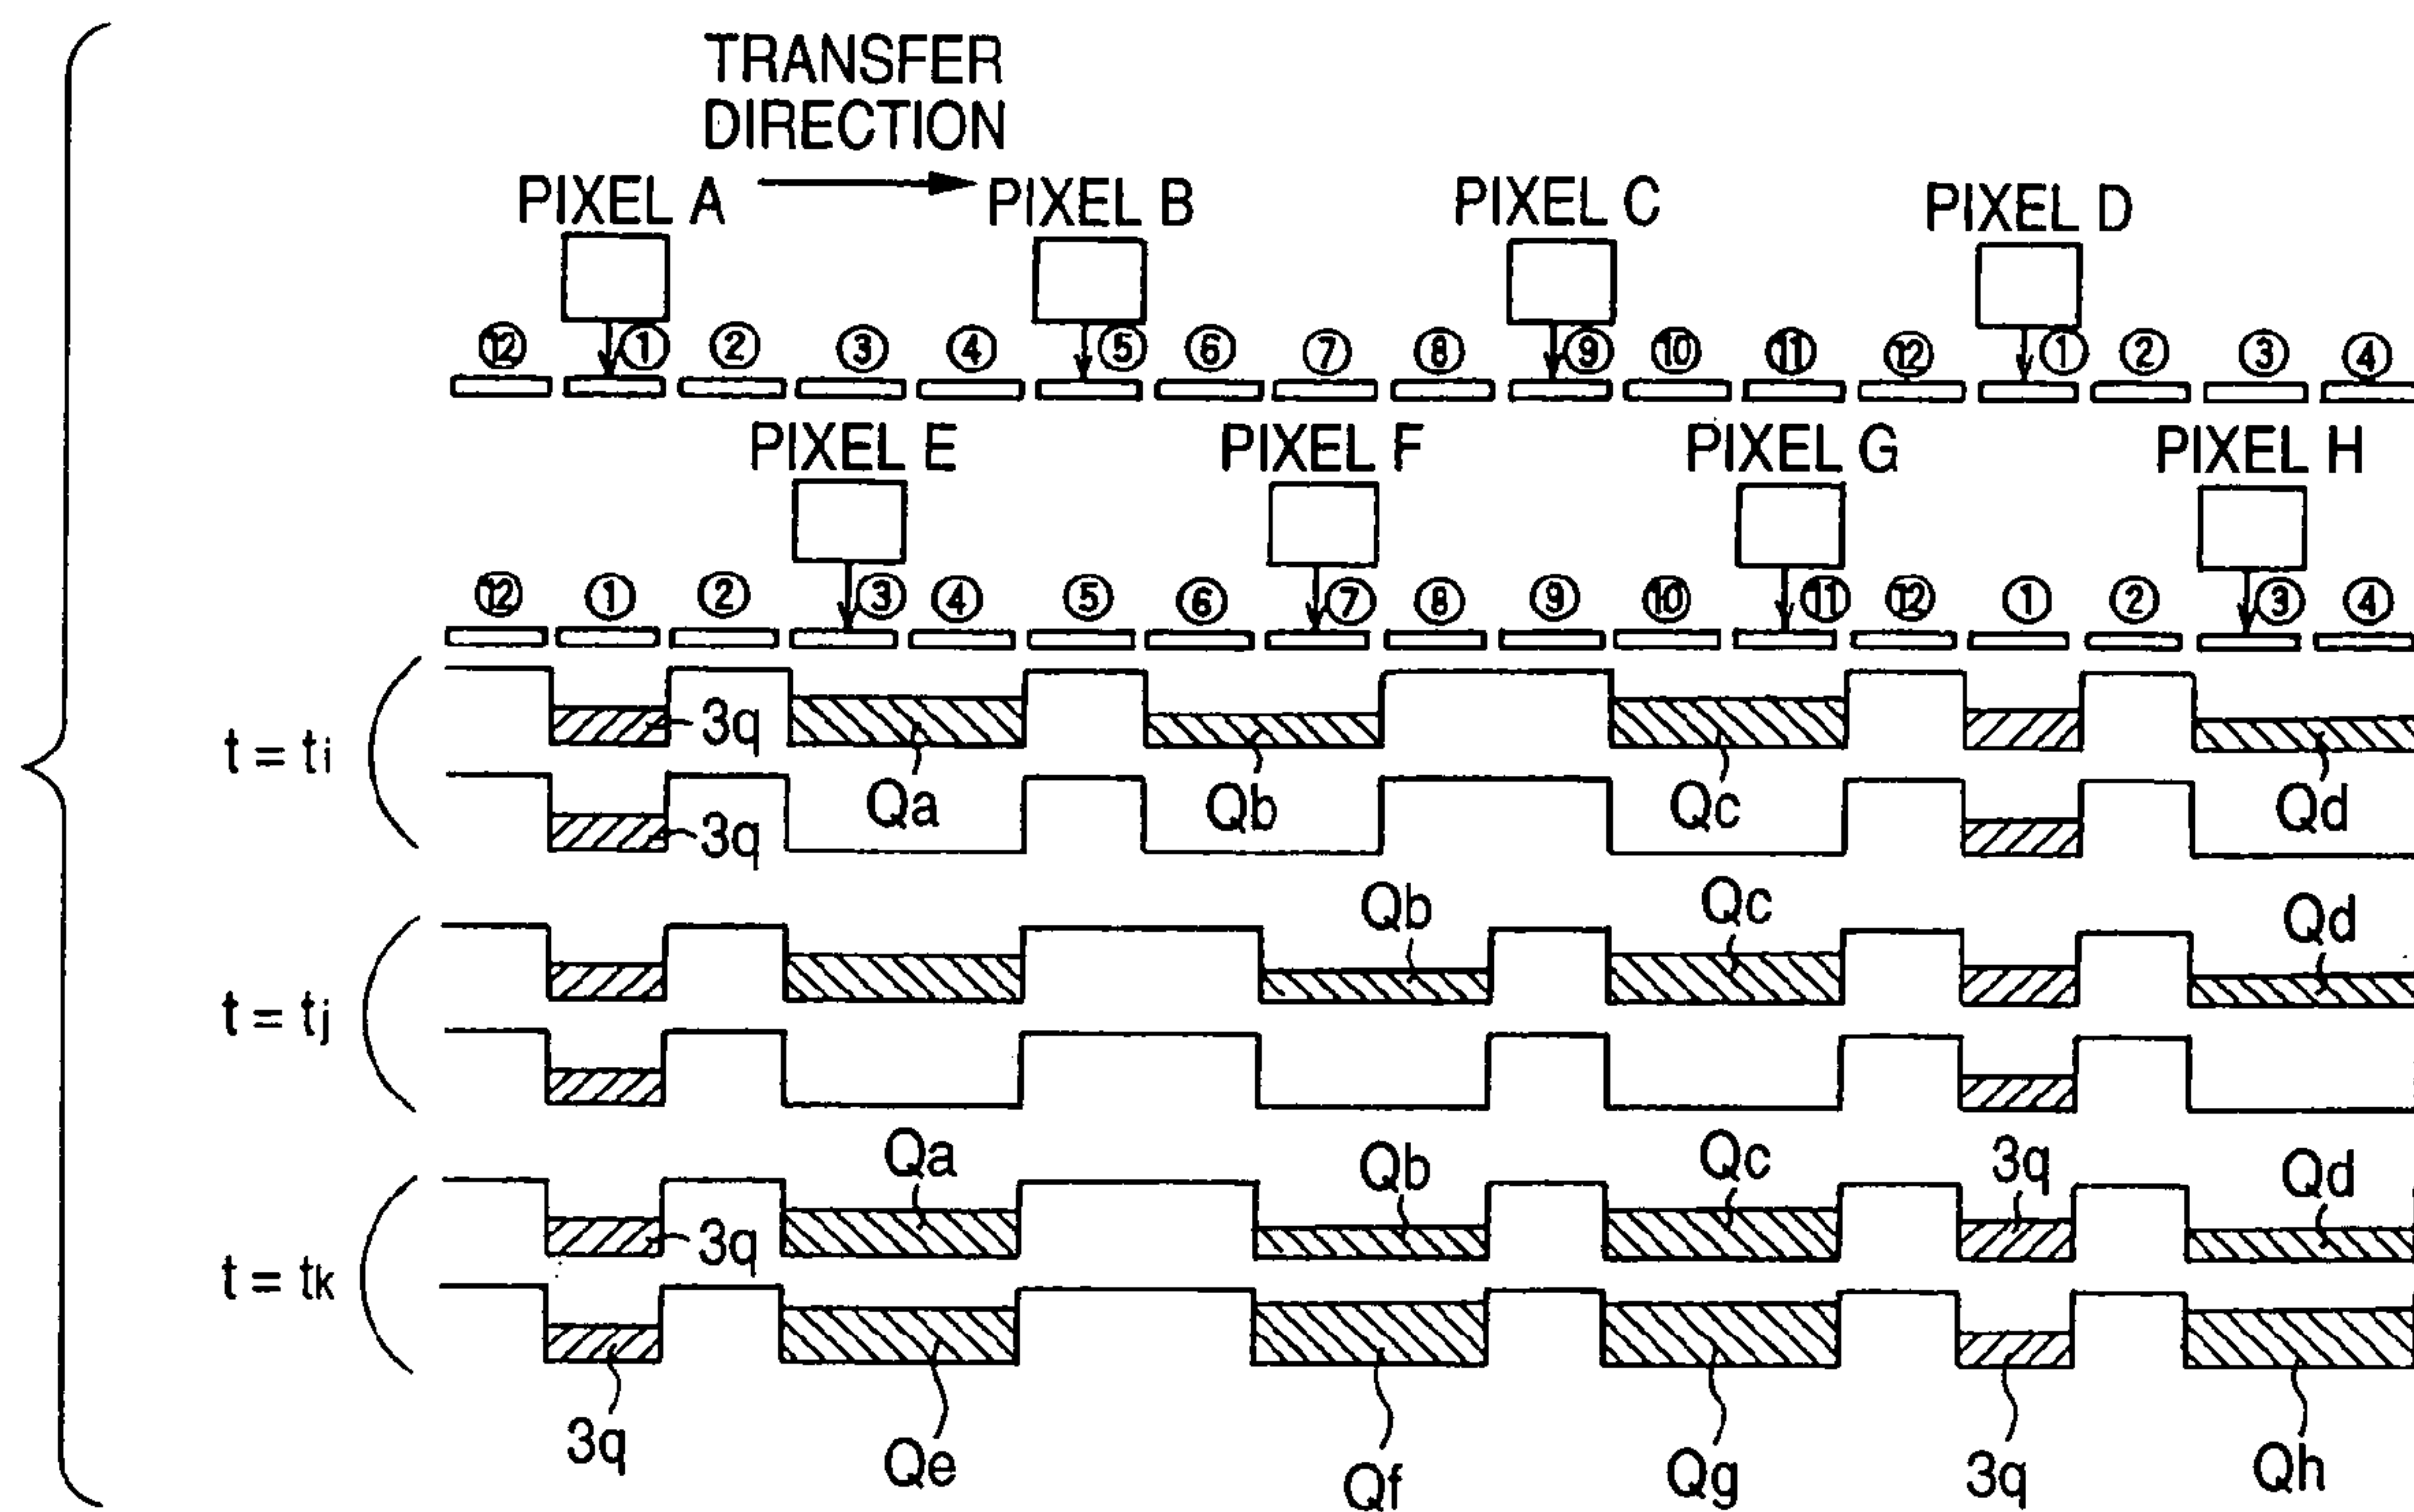 TRANSFER
DIRECTION
PIXEL A PIXEL B PIXEL C PIXEL D
⑫ ① ② ③ ④ ⑤ ⑥ ⑦ ⑧ ⑨ ⑩ ⑪ ⑫ ① ② ③ ④
PIXEL E PIXEL F PIXEL G PIXEL H
⑫ ① ② ③ ④ ⑤ ⑥ ⑦ ⑧ ⑨ ⑩ ⑪ ⑫ ① ② ③ ④
t = ti
3q
Qa Qb Qc Qd
3q
Qb Qc Qd
t = tj
Qa Qb Qc 3q Qd
3q
t = tk
3q Qe Qf Qg 3q Qh